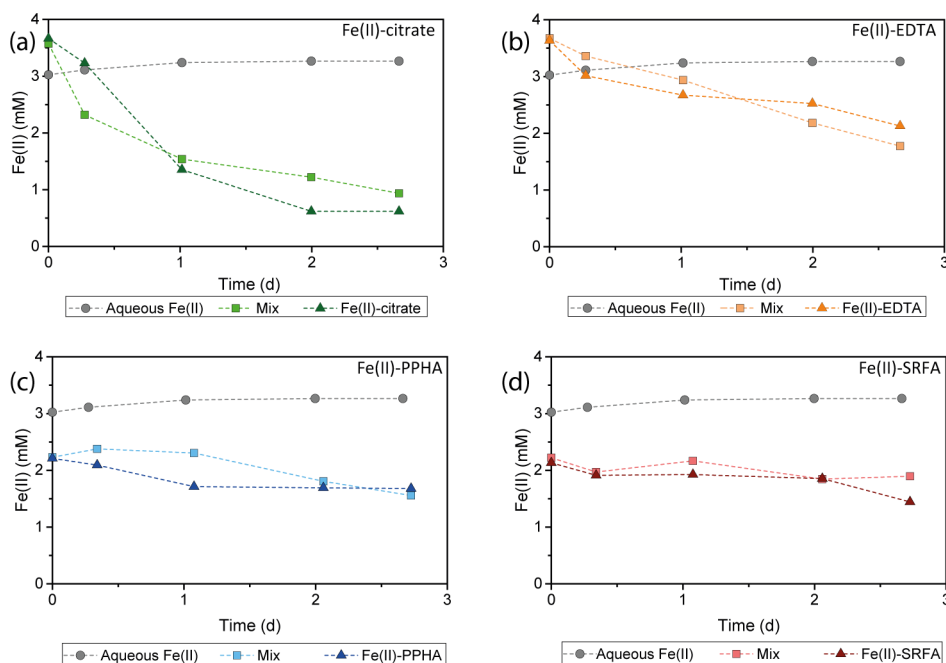 (a)
Fe(II)-citrate
Fe(II) (mM)
4
3
2
1
0
0 1 2 3
Time (d)
Aqueous Fe(II) Mix Fe(II)-citrate
(b)
Fe(II)-EDTA
Fe(II) (mM)
4
3
2
1
0
0 1 2 3
Time (d)
Aqueous Fe(II) Mix Fe(II)-EDTA
(c)
Fe(II)-PPHA
Fe(II) (mM)
4
3
2
1
0
0 1 2 3
Time (d)
Aqueous Fe(II) Mix Fe(II)-PPHA
(d)
Fe(II)-SRFA
Fe(II) (mM)
4
3
2
1
0
0 1 2 3
Time (d)
Aqueous Fe(II) Mix Fe(II)-SRFA